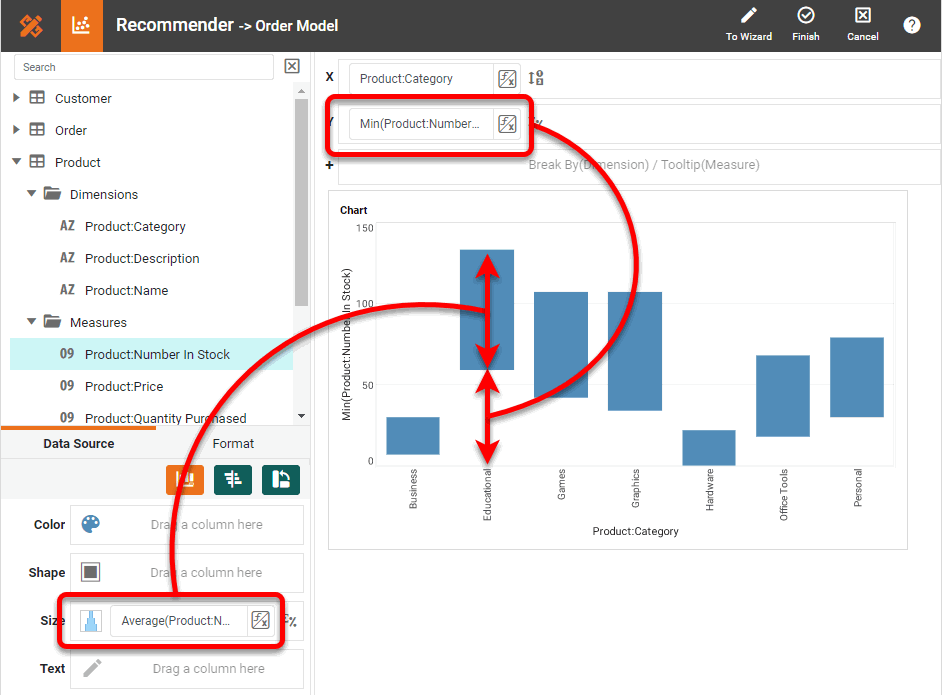 Recommender -> Order Model
To Wizard
Finish
Cancel
?
Search
Customer
Order
Product
Dimensions
AZ Product:Category
AZ Product:Description
AZ Product:Name
Measures
09 Product:Number In Stock
09 Product:Price
09 Product:Quantity Purchased
Data Source
Format
Color
Drag a column here
Shape
Drag a column here
Size
Average(Product:N...
Text
Drag a column here
X
Product:Category
Y
Min(Product:Number...
+
Break By(Dimension) / Tooltip(Measure)
Chart
150
100
50
0
Min(Product:Number In Stock)
Business
Educational
Games
Graphics
Hardware
Office Tools
Personal
Product:Category